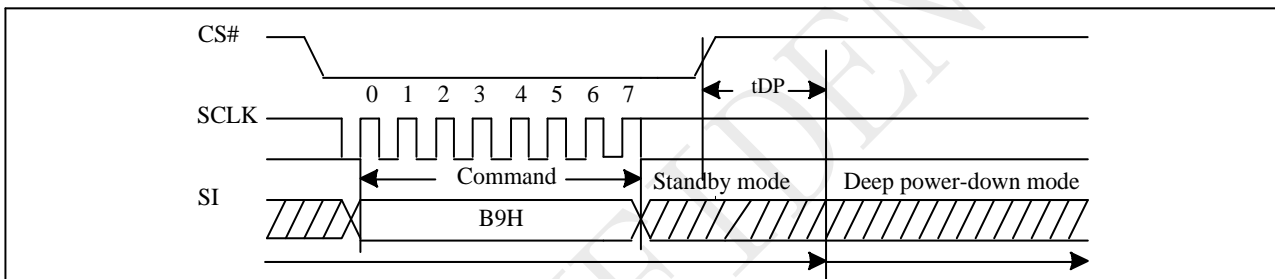 CS#
tDP
0 1 2 3 4 5 6 7
SCLK
Command Standby mode Deep power-down mode
SI
B9H